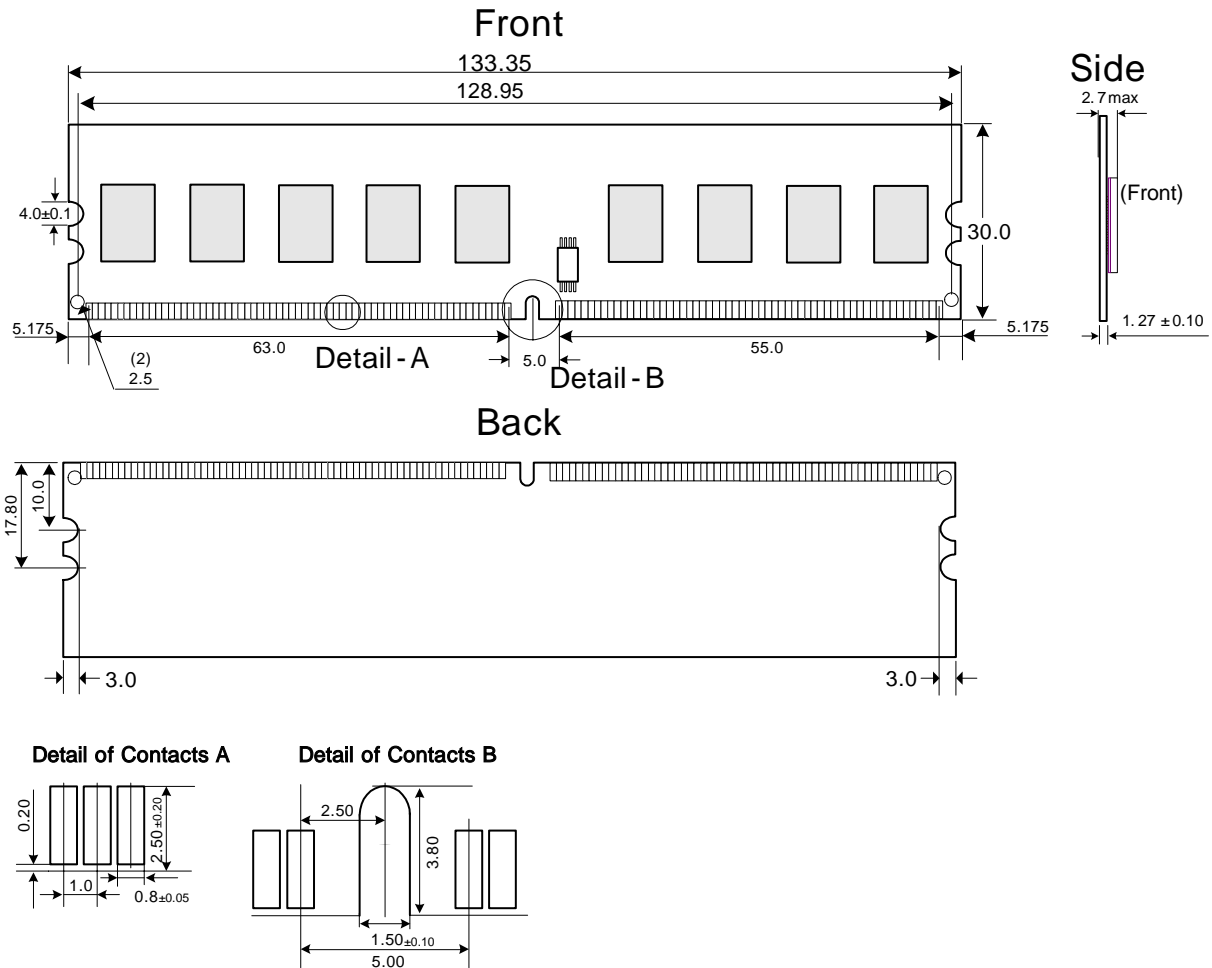 Front
133.35
128.95
Side
2.7 max
(Front)
4.0±0.1
30.0
5.175
63.0
Detail-A
5.0
55.0
5.175
1.27 ±0.10
(2)
2.5
Detail-B
Back
17.80
10.0
3.0
3.0
Detail of Contacts A
Detail of Contacts B
0.20
2.50±0.20
1.0
0.8±0.05
2.50
3.80
1.50±0.10
5.00